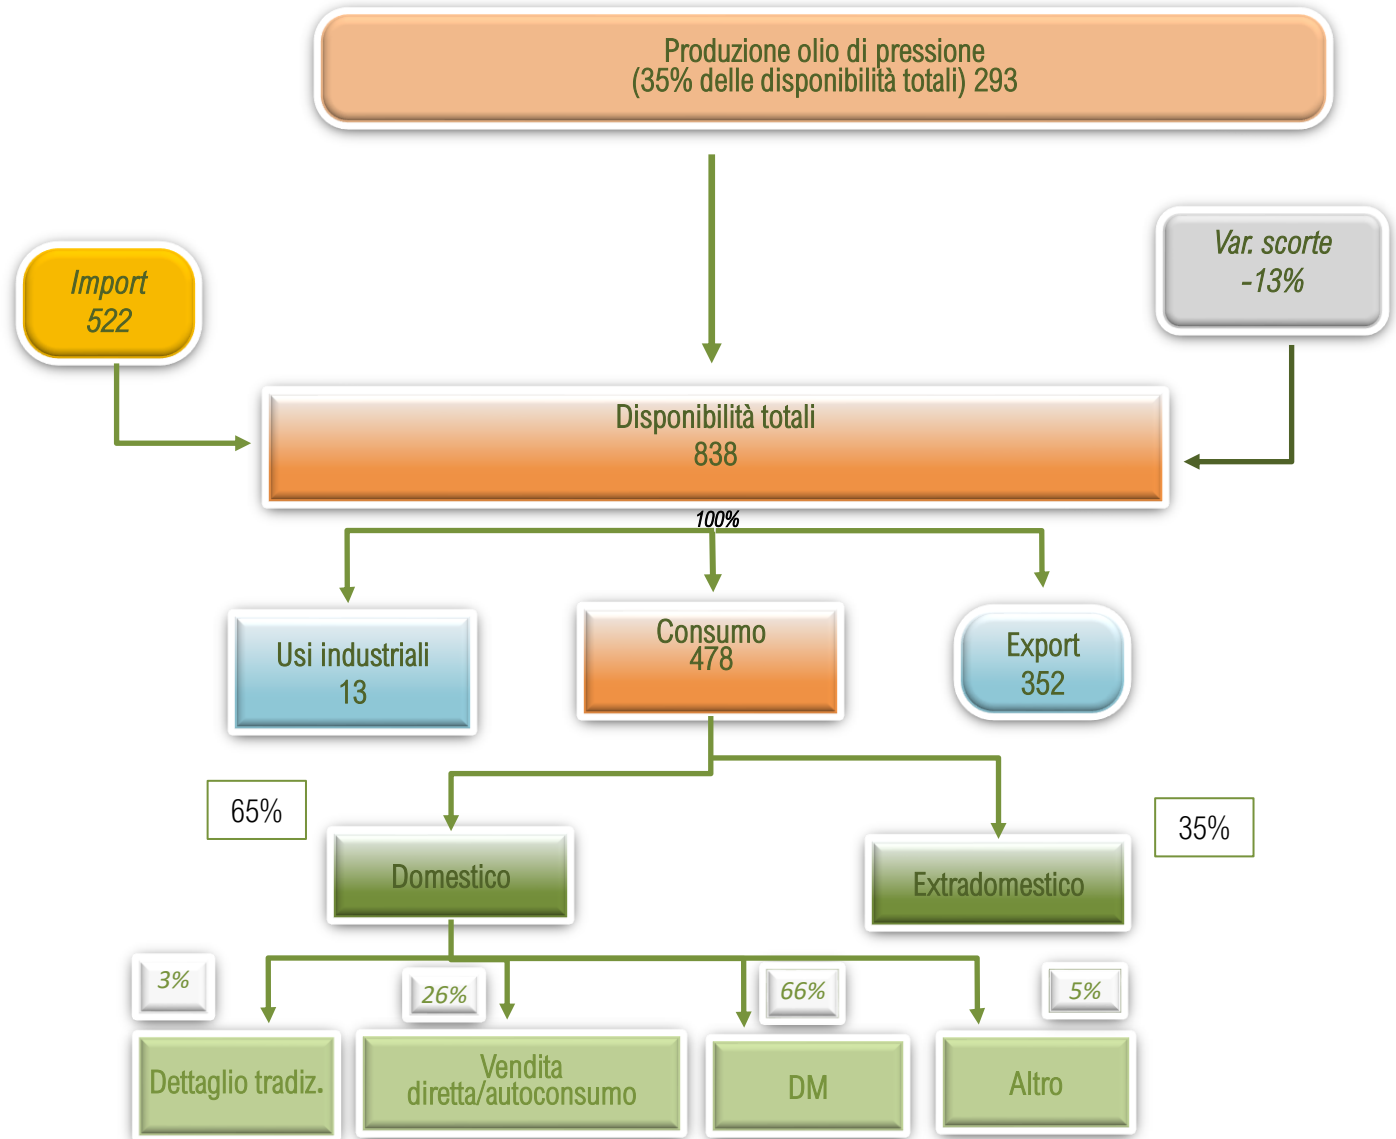 Produzione olio di pressione
(35% delle disponibilità totali) 293
Var. scorte
-13%
Import
522
Disponibilità totali
838
100%
Usi industriali
13
Consumo
478
Export
352
65%
35%
Domestico
Extradomestico
3%
26%
66%
5%
Dettaglio tradiz.
Vendita
diretta/autoconsumo
DM
Altro